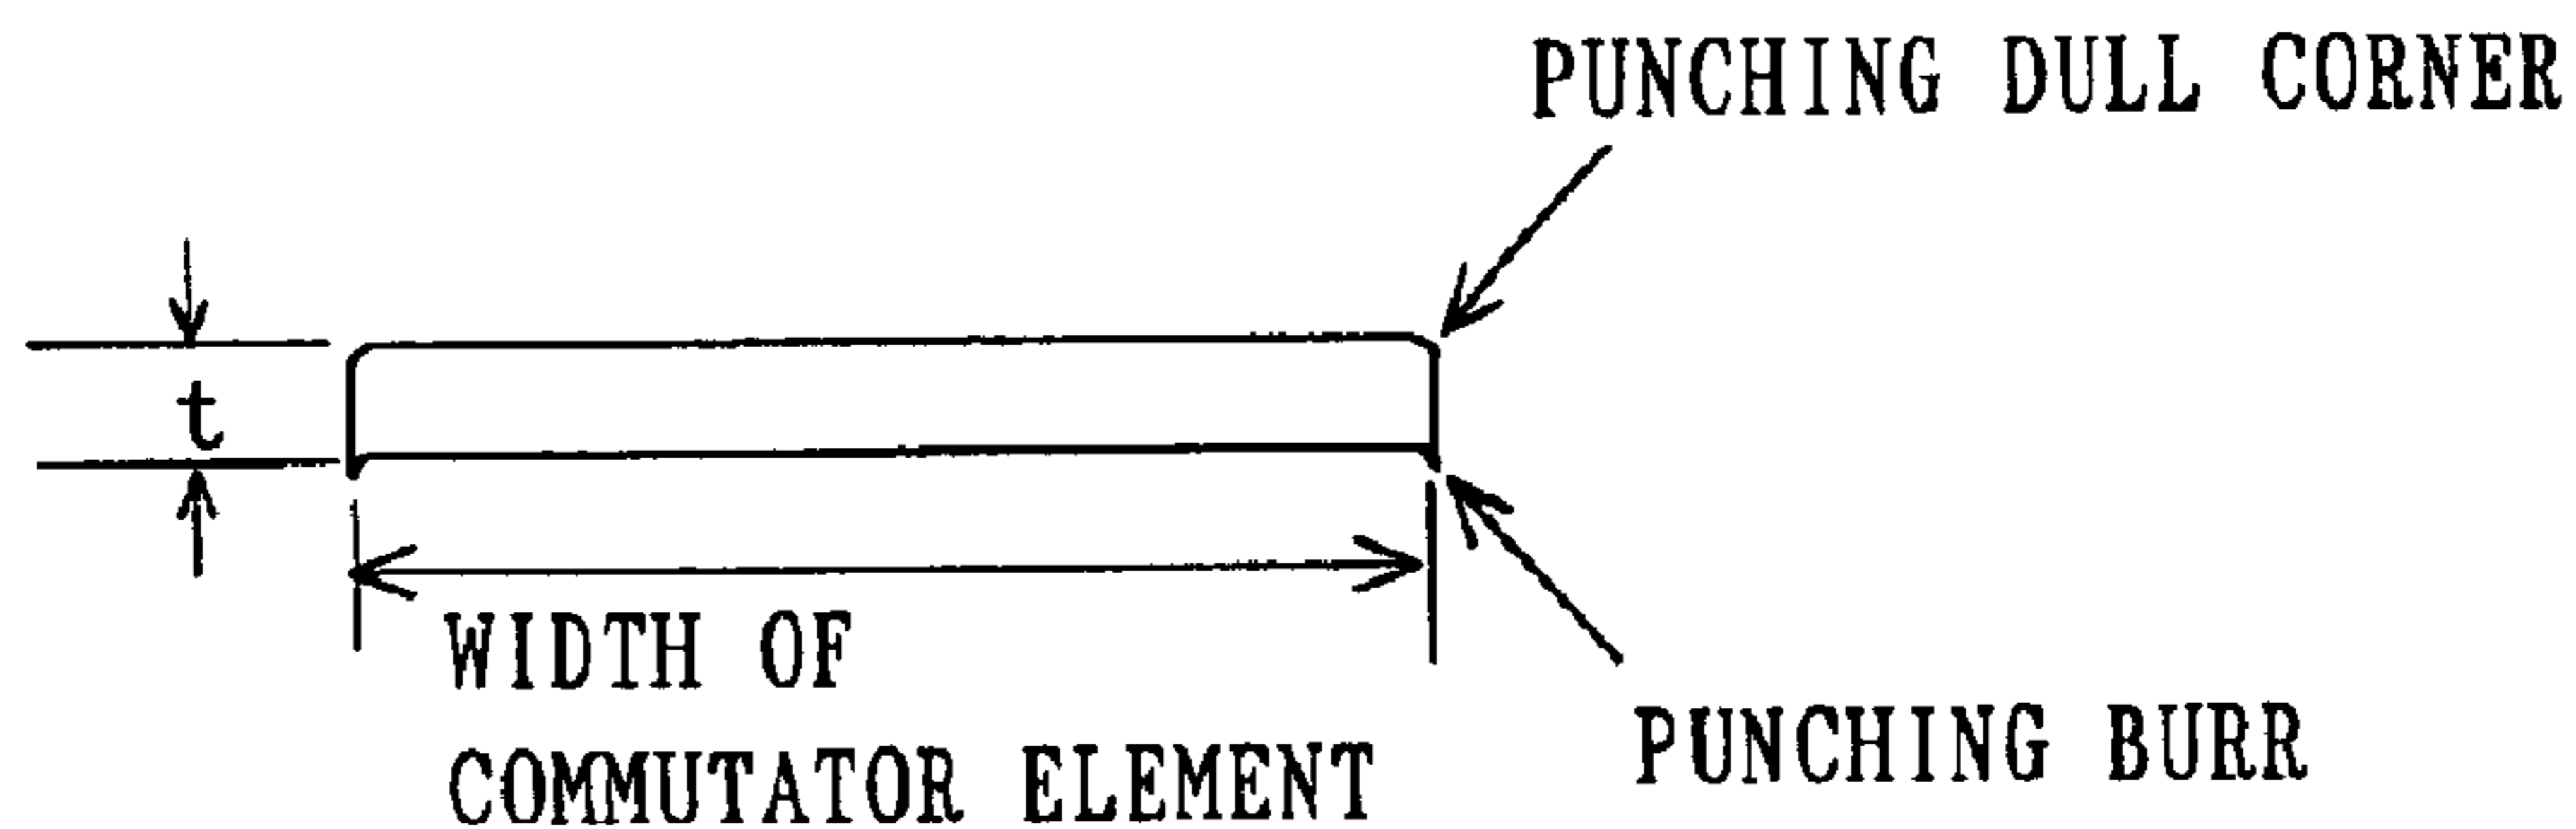 PUNCHING DULL CORNER
t
WIDTH OF
COMMUTATOR ELEMENT
PUNCHING BURR